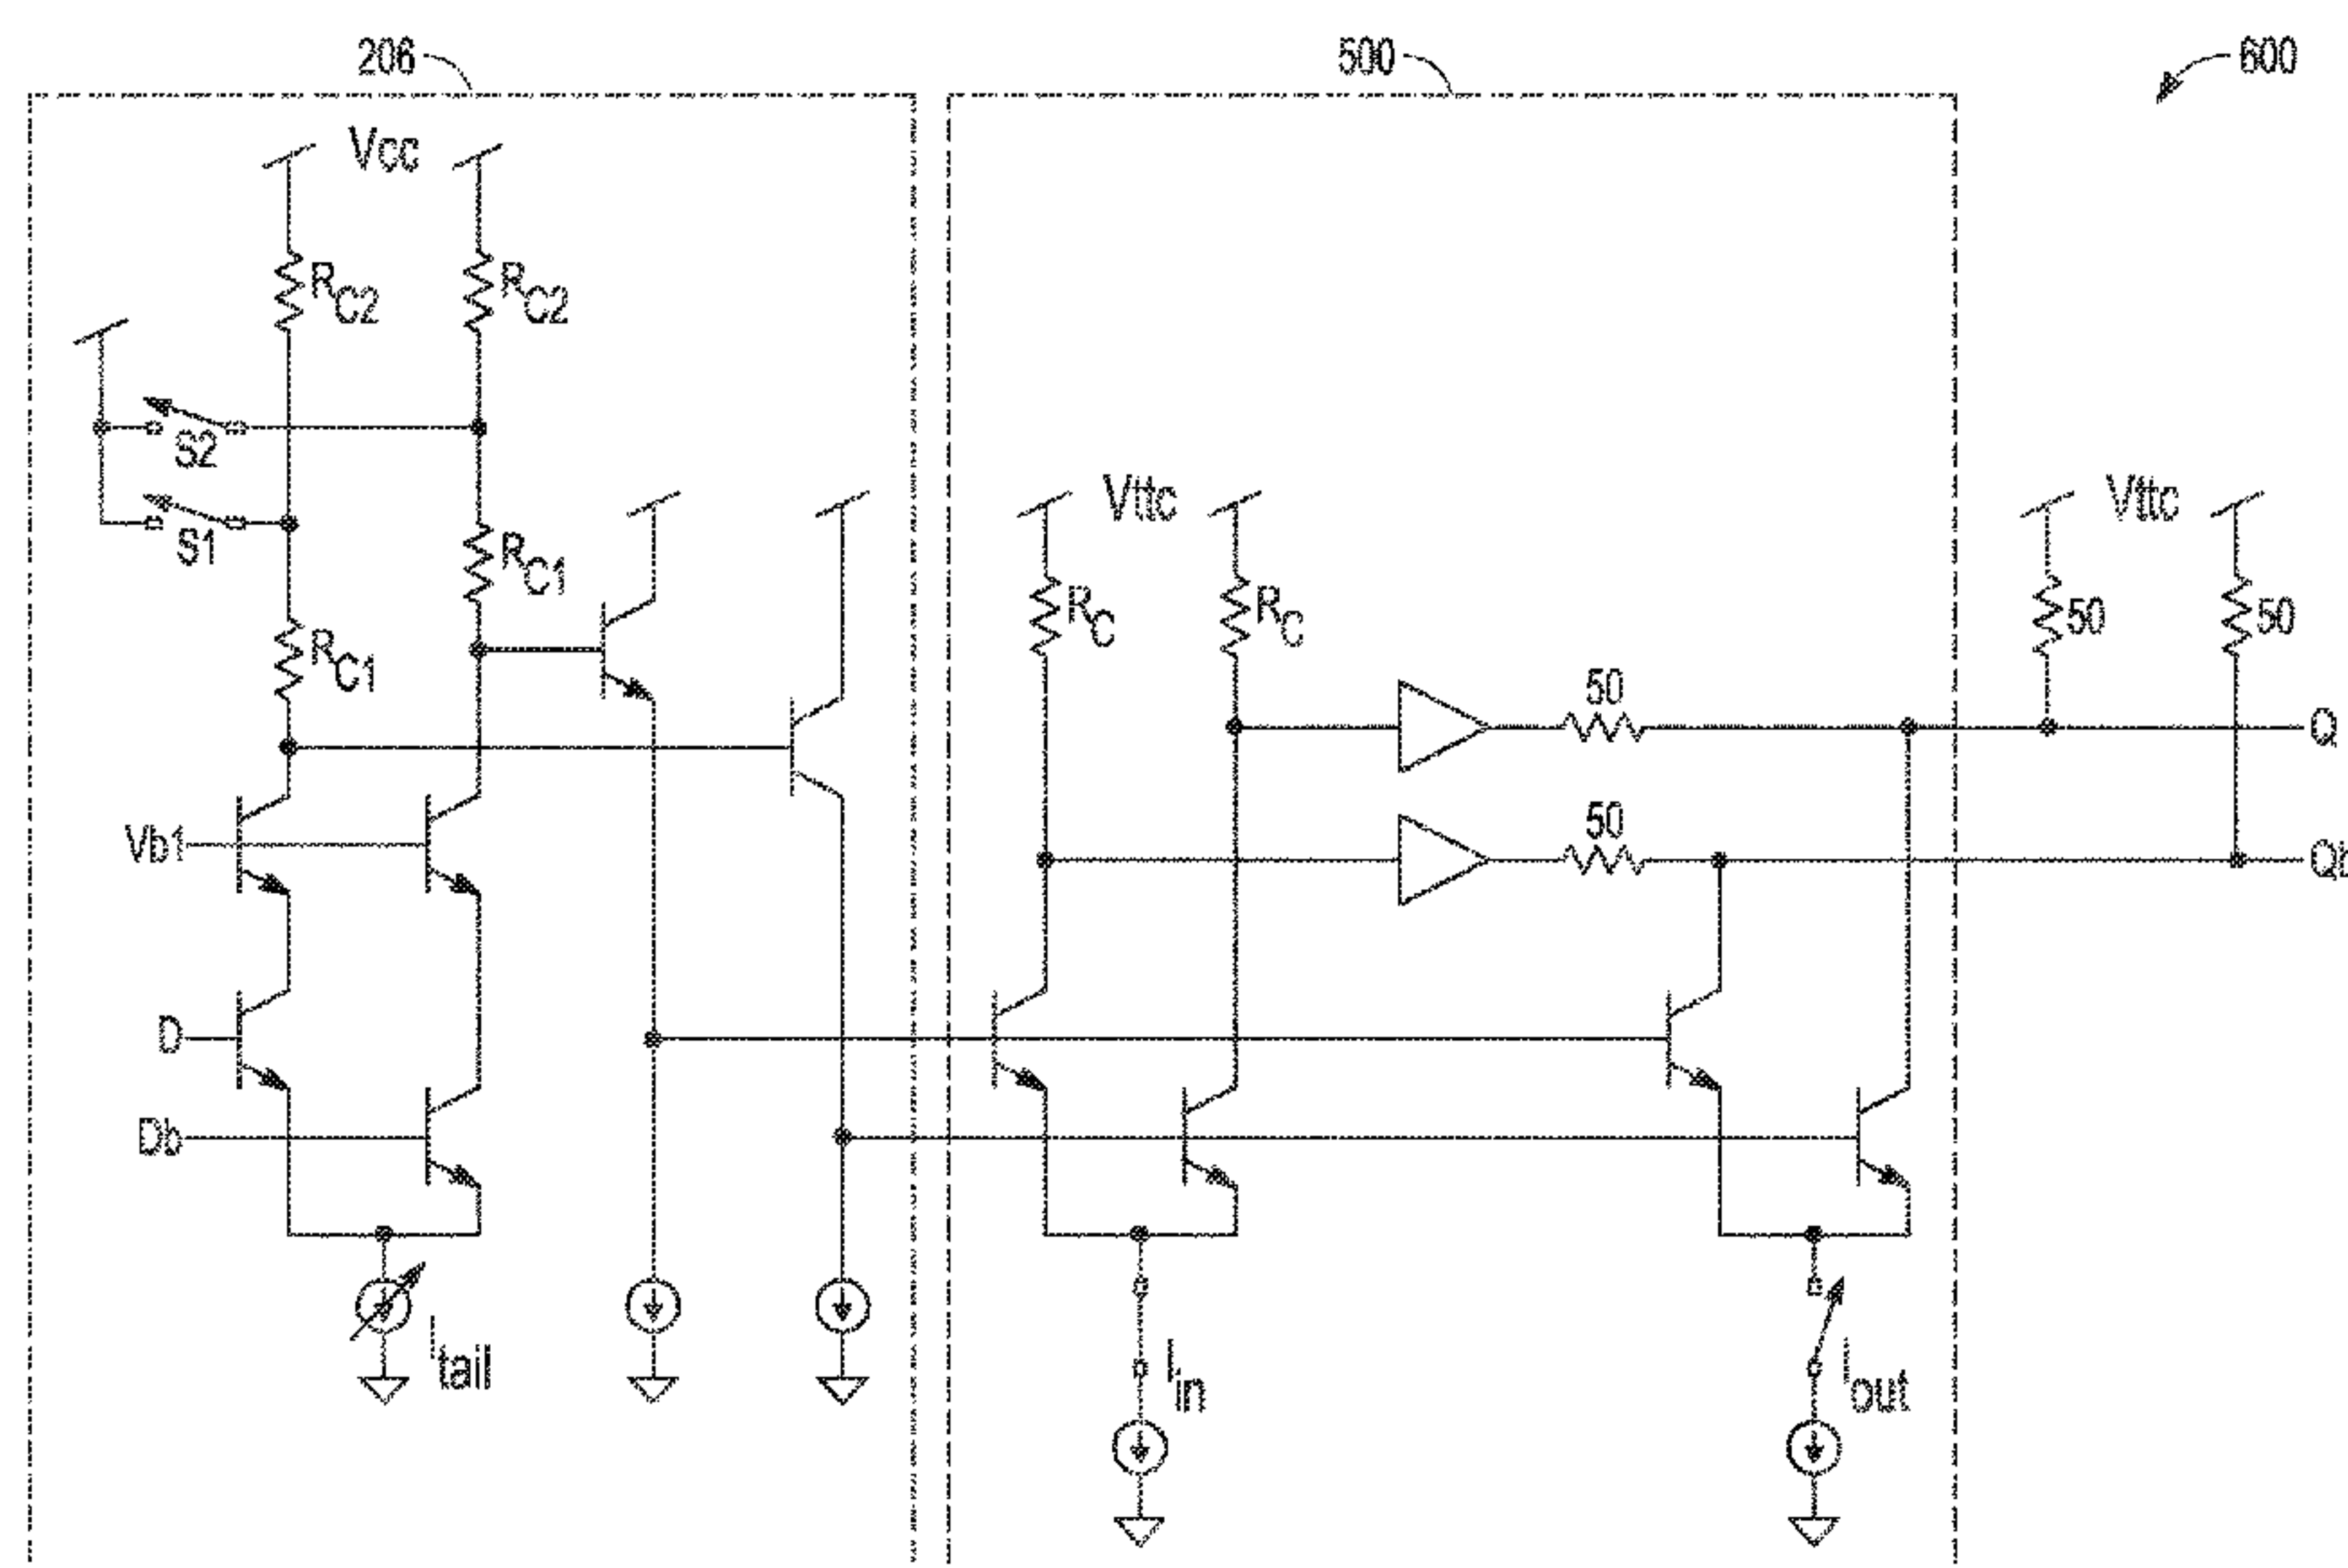 206
500
600
Vcc
RC2
RC2
S2
S1
RC1
RC1
Vttc
Vttc
RC
RC
50
50
50
50
Q
Qb
Vb1
D
Db
Itail
Iin
Iout